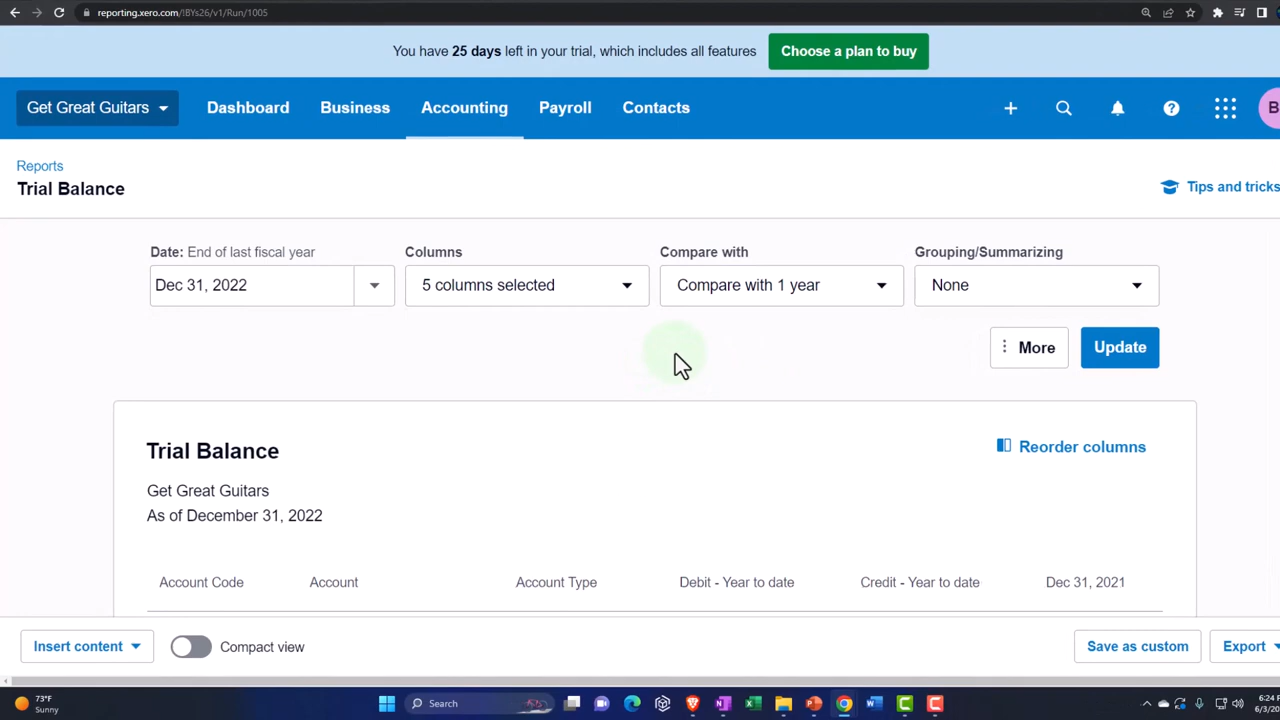 reporting.xero.com/!BYs26/v1/Run/1005
You have 25 days left in your trial, which includes all features
Choose a plan to buy
Get Great Guitars
Dashboard
Business
Accounting
Payroll
Contacts
B
Reports
Trial Balance
Tips and tricks
Date: End of last fiscal year
Columns
Compare with
Grouping/Summarizing
Dec 31, 2022
5 columns selected
Compare with 1 year
None
More
Update
Trial Balance
Reorder columns
Get Great Guitars
As of December 31, 2022
Account Code
Account
Account Type
Debit - Year to date
Credit - Year to date
Dec 31, 2021
Insert content
Compact view
Save as custom
Export
73°F
Sunny
Search
6:24
6/3/20